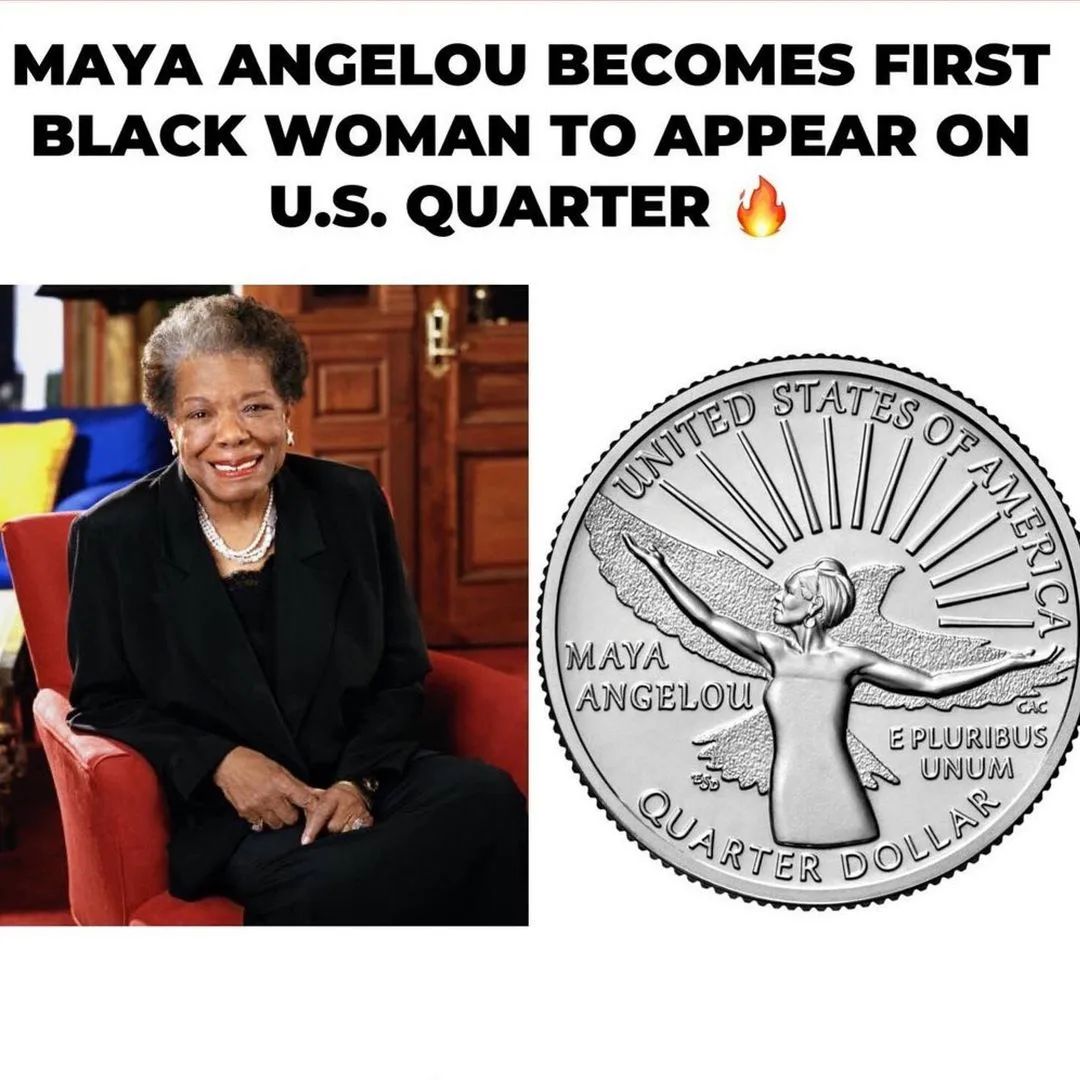 MAYA ANGELOU BECOMES FIRST
BLACK WOMAN TO APPEAR ON
U.S. QUARTER 🔥
UNITED STATES OF AMERICA
MAYA
ANGELOU
CAC
E PLURIBUS
UNUM
ESD
QUARTER DOLLAR